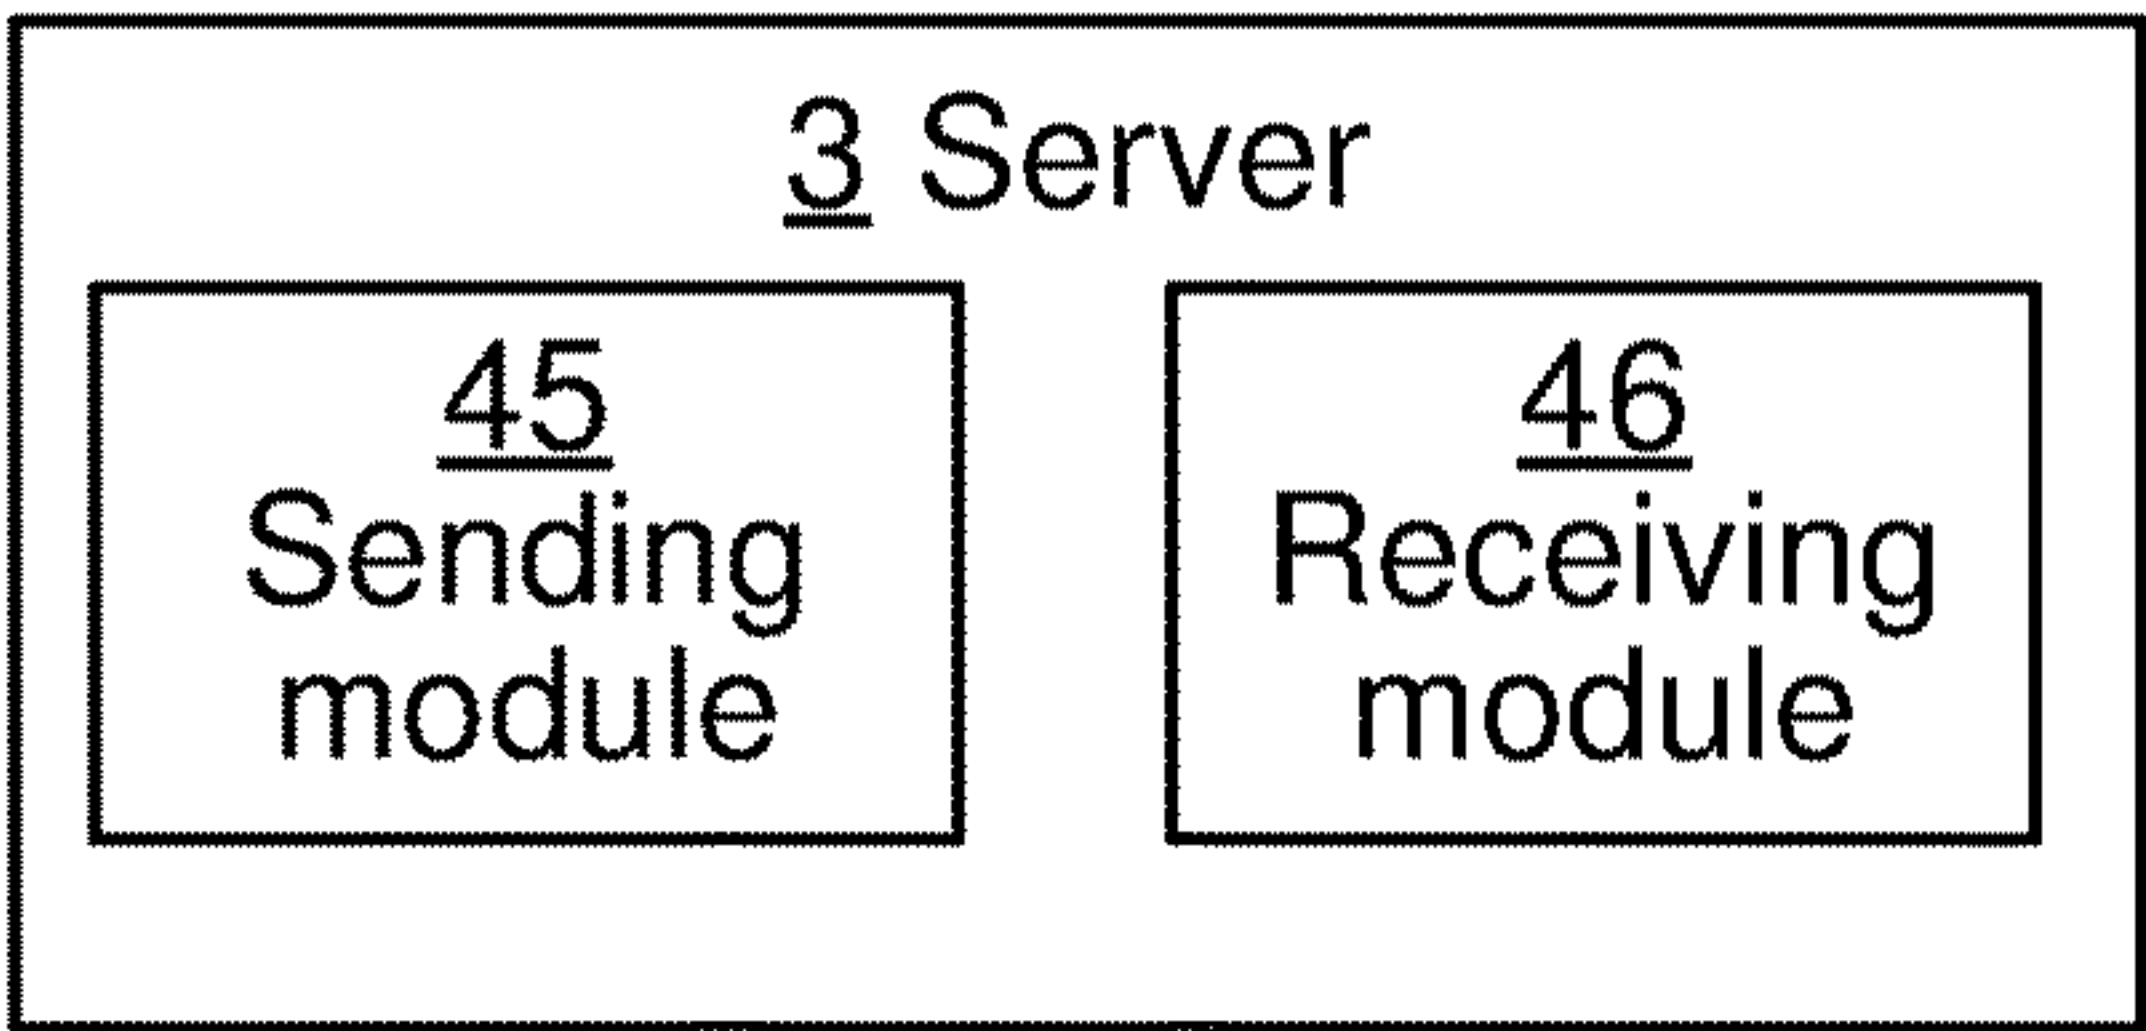 3 Server
45
Sending
module
46
Receiving
module